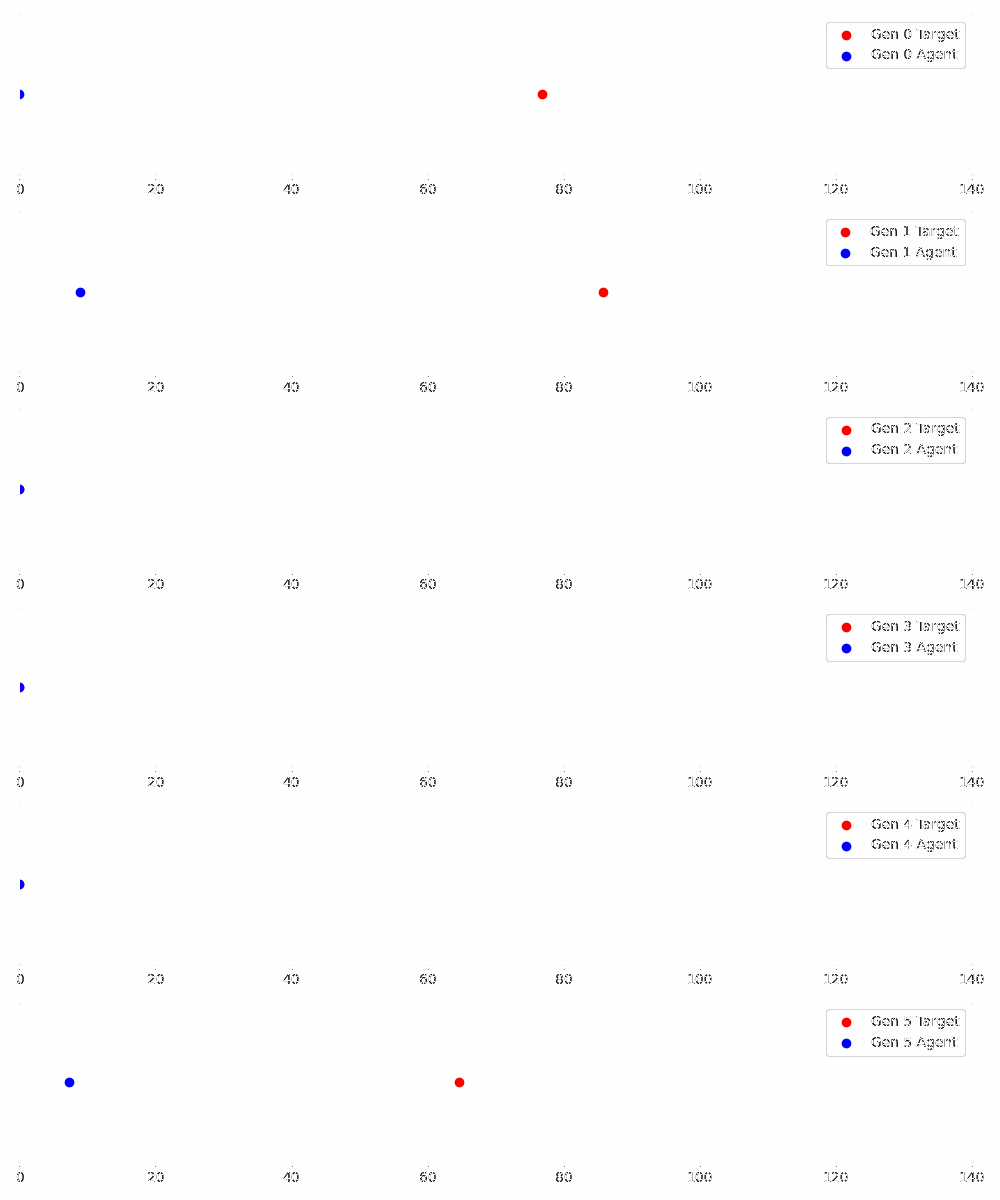 Gen 0 Target
Gen 0 Agent
0 20 40 60 80 100 120 140
Gen 1 Target
Gen 1 Agent
0 20 40 60 80 100 120 140
Gen 2 Target
Gen 2 Agent
0 20 40 60 80 100 120 140
Gen 3 Target
Gen 3 Agent
0 20 40 60 80 100 120 140
Gen 4 Target
Gen 4 Agent
0 20 40 60 80 100 120 140
Gen 5 Target
Gen 5 Agent
0 20 40 60 80 100 120 140